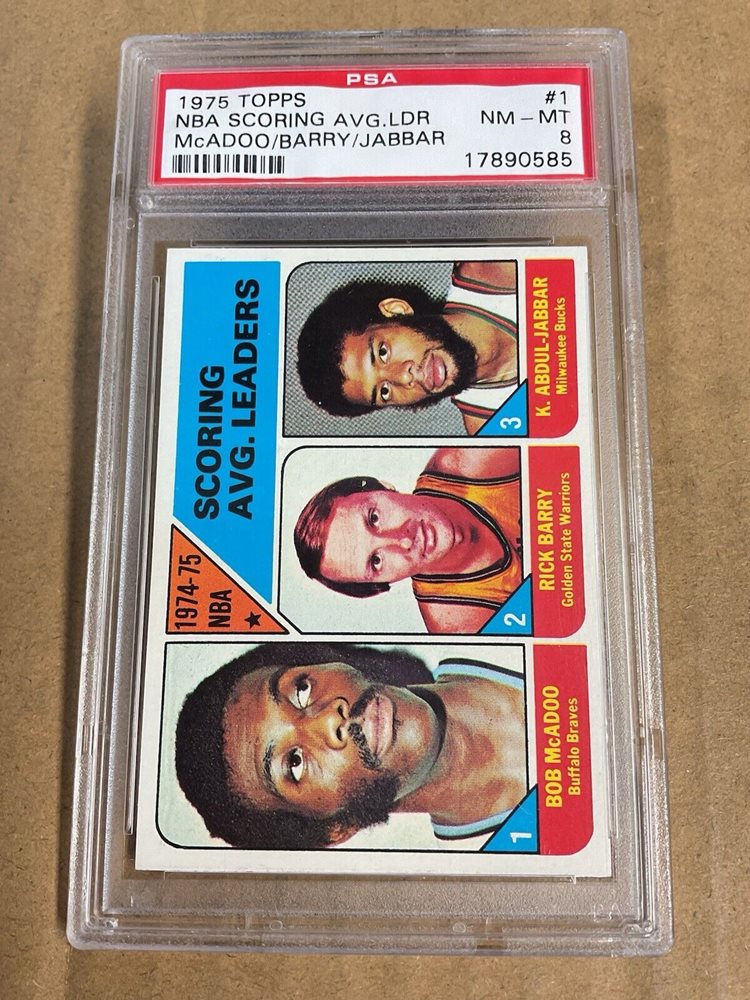 PSA
1975 TOPPS #1
NBA SCORING AVG.LDR NM - MT
McADOO/BARRY/JABBAR 8
17890585
1974-75
NBA
SCORING
AVG. LEADERS
1
BOB McADOO
Buffalo Braves
2
RICK BARRY
Golden State Warriors
3
K. ABDUL-JABBAR
Milwaukee Bucks